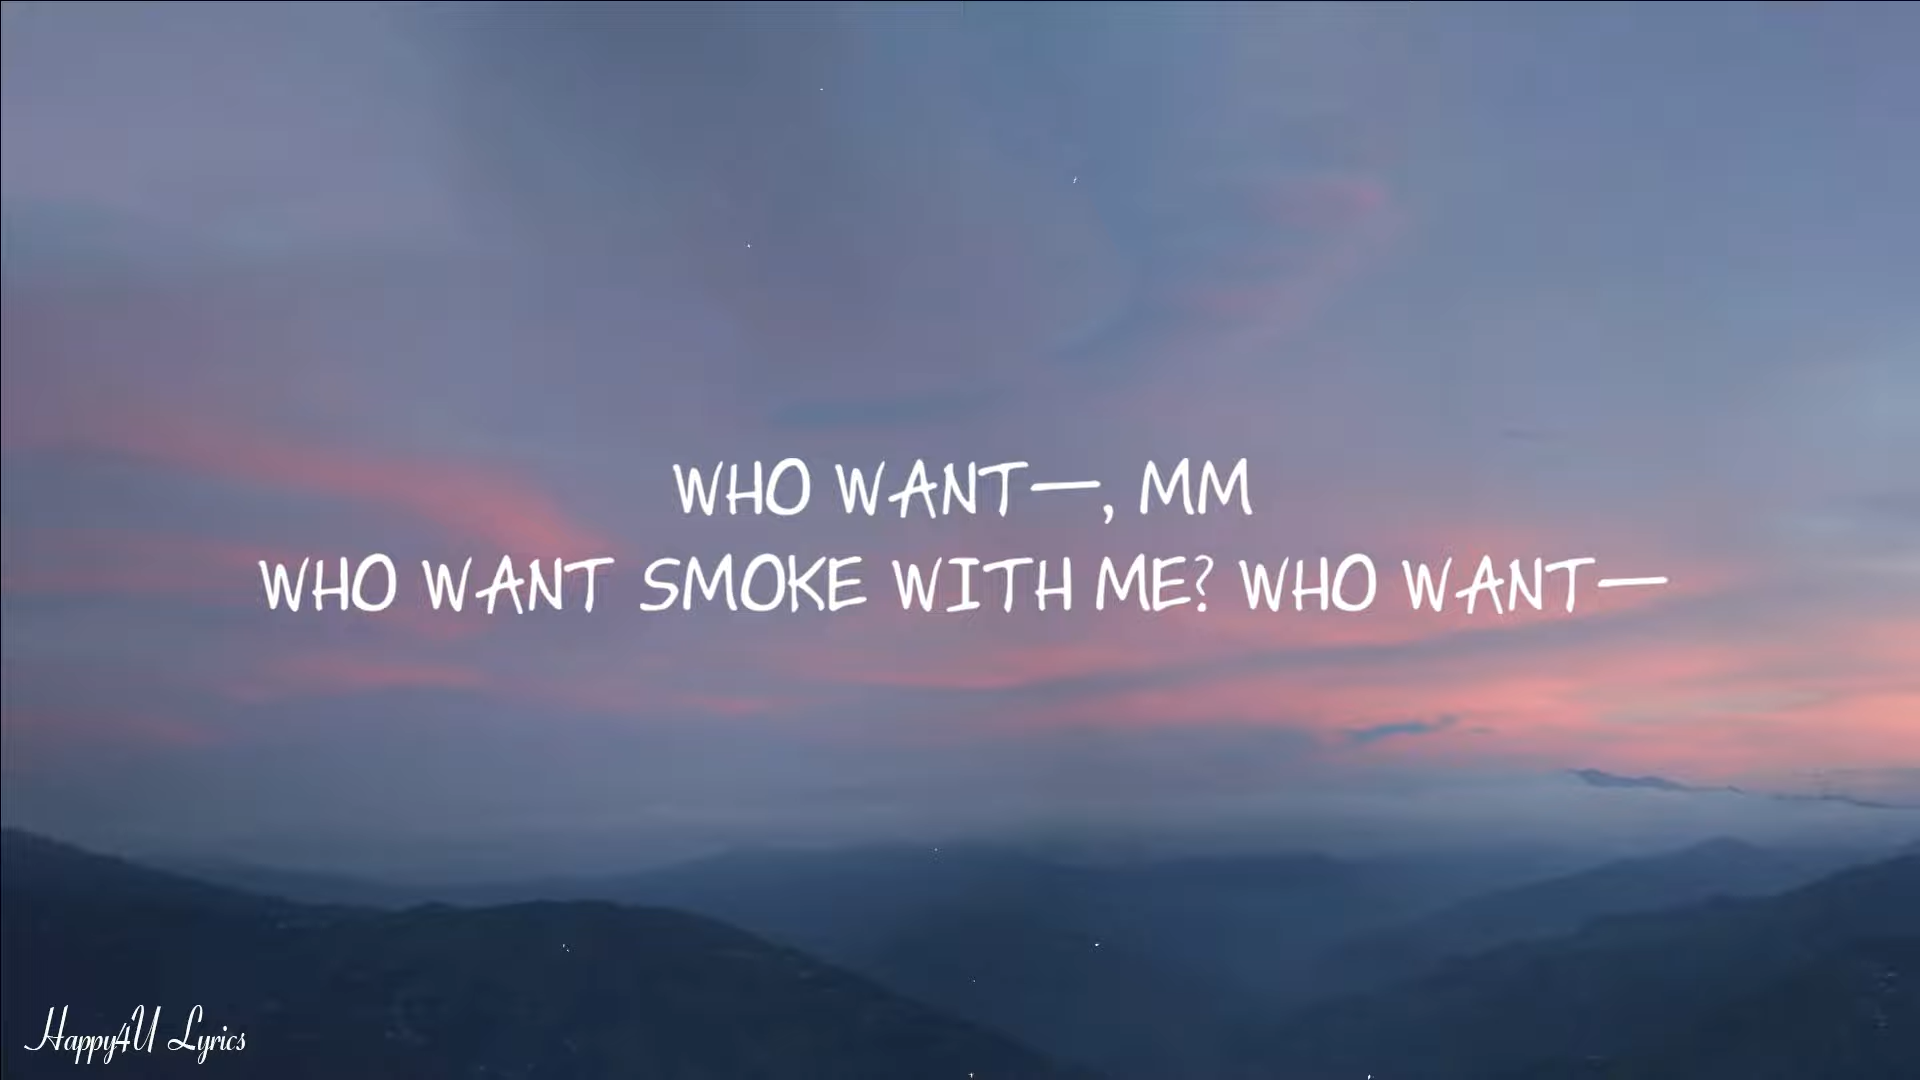 WHO WANT—, MM
WHO WANT SMOKE WITH ME? WHO WANT—
Happy4U Lyrics